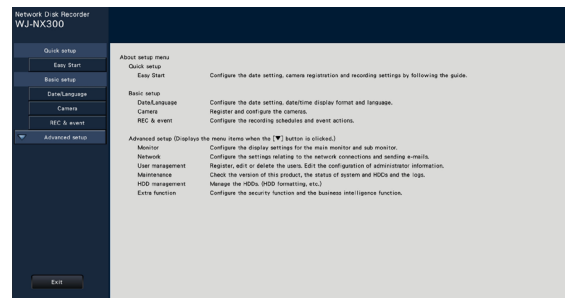 Network Disk Recorder
WJ-NX300
Quick setup
Easy Start
Basic setup
Date/Language
Camera
REC & event
▼ Advanced setup
Exit
About setup menu
Quick setup
Easy Start Configure the date setting, camera registration and recording settings by following the guide.
Basic setup
Date/Language Configure the date setting, date/time display format and language.
Camera Register and configure the cameras.
REC & event Configure the recording schedules and event actions.
Advanced setup (Displays the menu items when the [▼] button is clicked.)
Monitor Configure the display settings for the main monitor and sub monitor.
Network Configure the settings relating to the network connections and sending e-mails.
User management Register, edit or delete the users. Edit the configuration of administrator information.
Maintenance Check the version of this product, the status of system and HDDs and the logs.
HDD management Manage the HDDs. (HDD formatting, etc.)
Extra function Configure the security function and the business intelligence function.